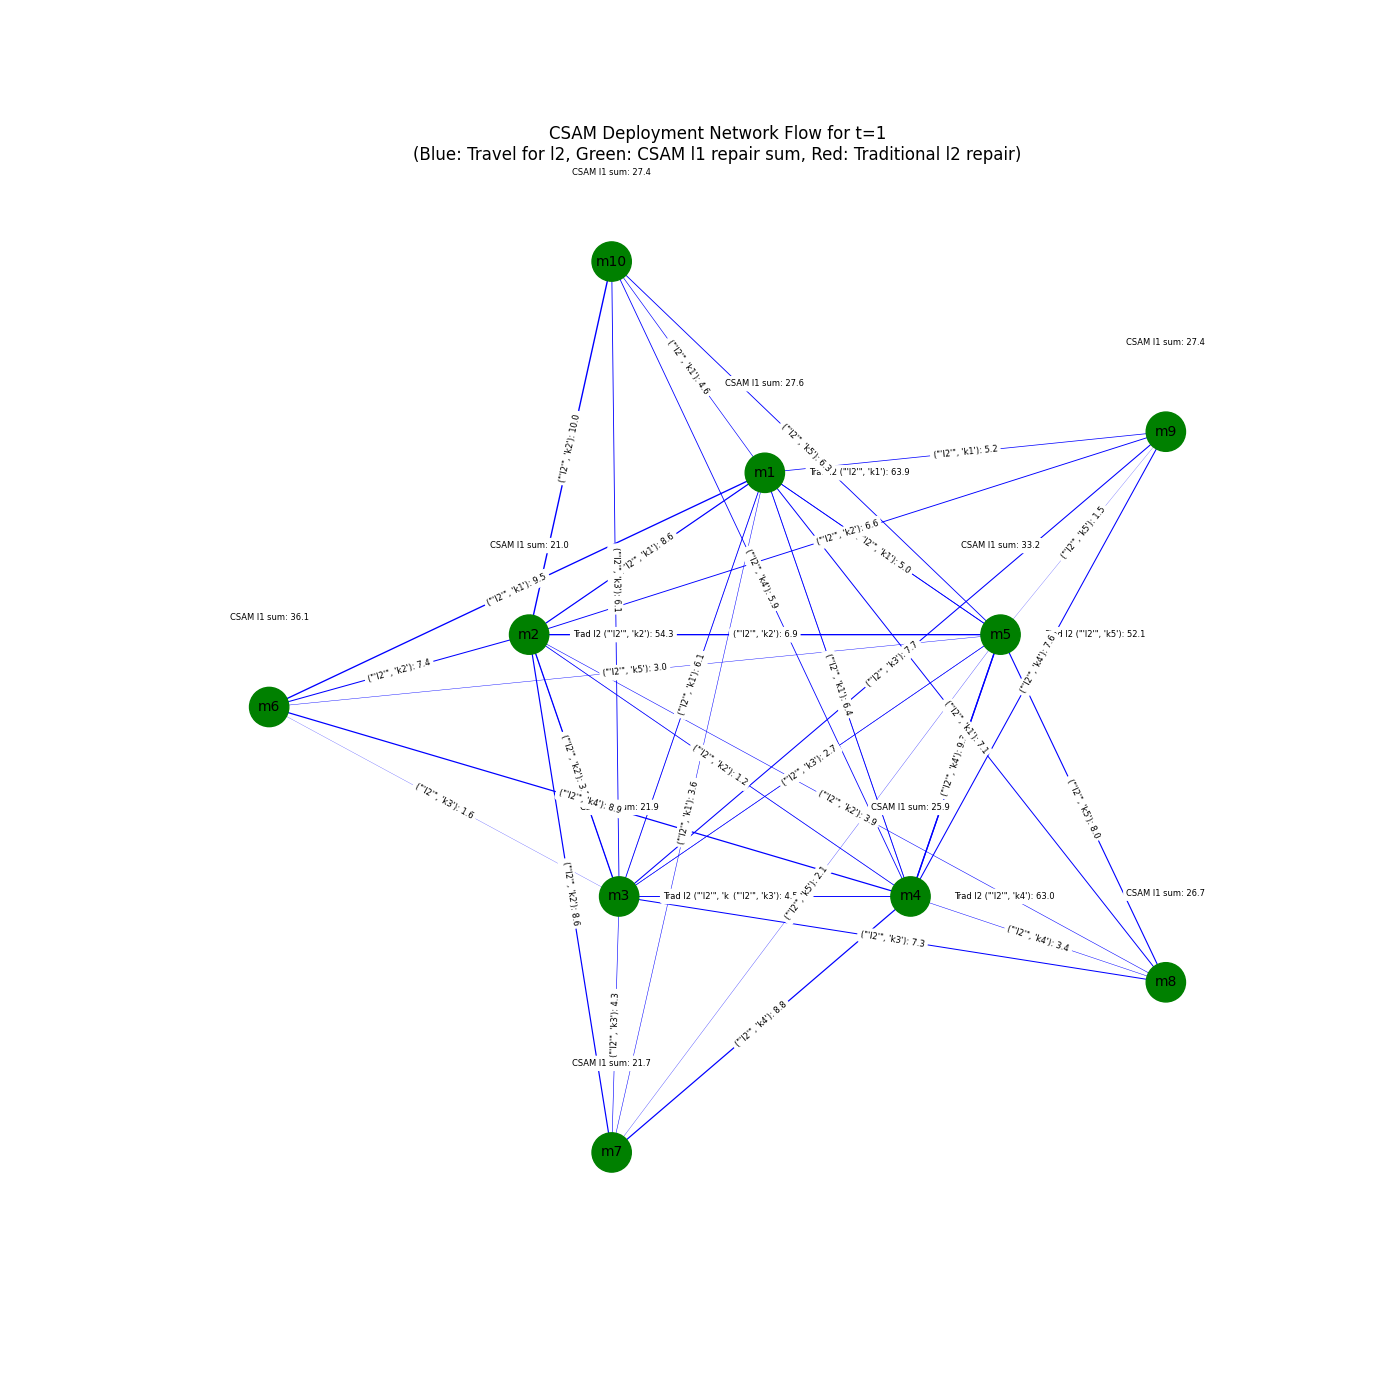 CSAM Deployment Network Flow for t=1
(Blue: Travel for l2, Green: CSAM l1 repair sum, Red: Traditional l2 repair)
CSAM l1 sum: 27.4
m10
CSAM l1 sum: 27.4
("'l2'", 'k1'): 4.6
CSAM l1 sum: 27.6
m9
("'l2'", 'k2'): 10.0
("'l2'", 'k5'): 6.3
("'l2'", 'k1'): 5.2
m1
("'l2'", 'k1'): 63.9
("'l2'", 'k2'): 6.6
("'l2'", 'k5'): 1.5
CSAM l1 sum: 21.0
'l2'", 'k1'): 8.6
'l2'", 'k1'): 5.0
CSAM l1 sum: 33.2
("'l2'", 'k3'): 6.1
("'l2'", 'k4'): 5.9
("'l2'", 'k1'): 9.5
CSAM l1 sum: 36.1
m2
Trad l2 ("'l2'", 'k2'): 54.3
("'l2'", 'k2'): 6.9
m5
l2 ("'l2'", 'k5'): 52.1
("'l2'", 'k2'): 7.4
("'l2'", 'k5'): 3.0
("'l2'", 'k3'): 7.7
("'l2'", 'k4'): 7.6
("'l2'", 'k1'): 6.1
("'l2'", 'k1'): 6.4
m6
("'l2'", 'k1'): 7.1
("'l2'", 'k2'): 1.2
("'l2'", 'k3'): 2.7
("'l2'", 'k4'): 9.
("'l2'", 'k2'): 3.
("'l2'", 'k3'): 1.6
("'l2'", 'k4'): 8.9
sum: 21.9
("'l2'", 'k1'): 3.6
("'l2'", 'k2'): 3.9
CSAM l1 sum: 25.9
("'l2'", 'k5'): 8.0
("'l2'", 'k2'): 8.6
("'l2'", 'k5'): 2.1
m3
Trad l2 ("'l2'", 'k
("'l2'", 'k3'): 4.5
m4
Trad l2 ("'l2'", 'k4'): 63.0
CSAM l1 sum: 26.7
("'l2'", 'k3'): 7.3
("'l2'", 'k4'): 3.4
m8
("'l2'", 'k3'): 4.3
("'l2'", 'k4'): 8.8
CSAM l1 sum: 21.7
m7